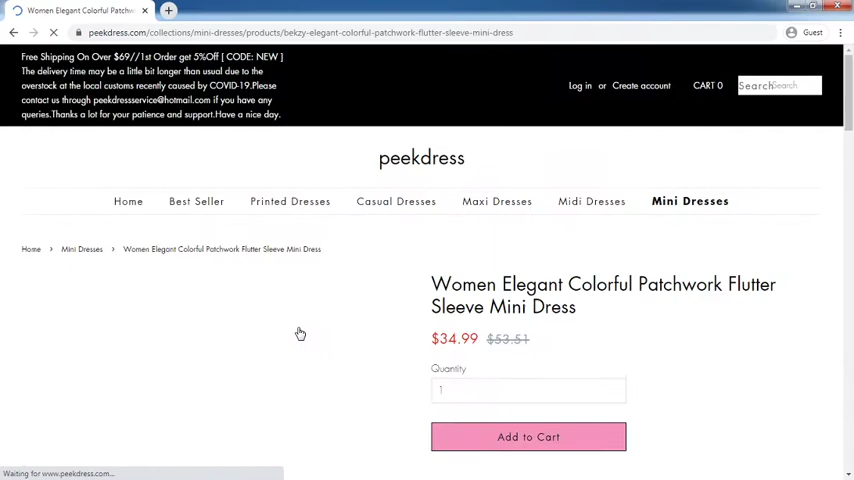 Women Elegant Colorful Patchw
peekdress.com/collections/mini-dresses/products/bekzy-elegant-colorful-patchwork-flutter-sleeve-mini-dress
Guest
Free Shipping On Over $69//1st Order get 5%Off [ CODE: NEW ]
The delivery time may be a little bit longer than usual due to the
overstock at the local customs recently caused by COVID-19.Please
contact us through peekdressservice@hotmail.com if you have any
queries.Thanks a lot for your patience and support.Have a nice day.
Log in or Create account
CART 0
Search Search
peekdress
Home Best Seller Printed Dresses Casual Dresses Maxi Dresses Midi Dresses Mini Dresses
Home › Mini Dresses › Women Elegant Colorful Patchwork Flutter Sleeve Mini Dress
Women Elegant Colorful Patchwork Flutter
Sleeve Mini Dress
$34.99 $53.51
Quantity
1
Add to Cart
Waiting for www.peekdress.com...